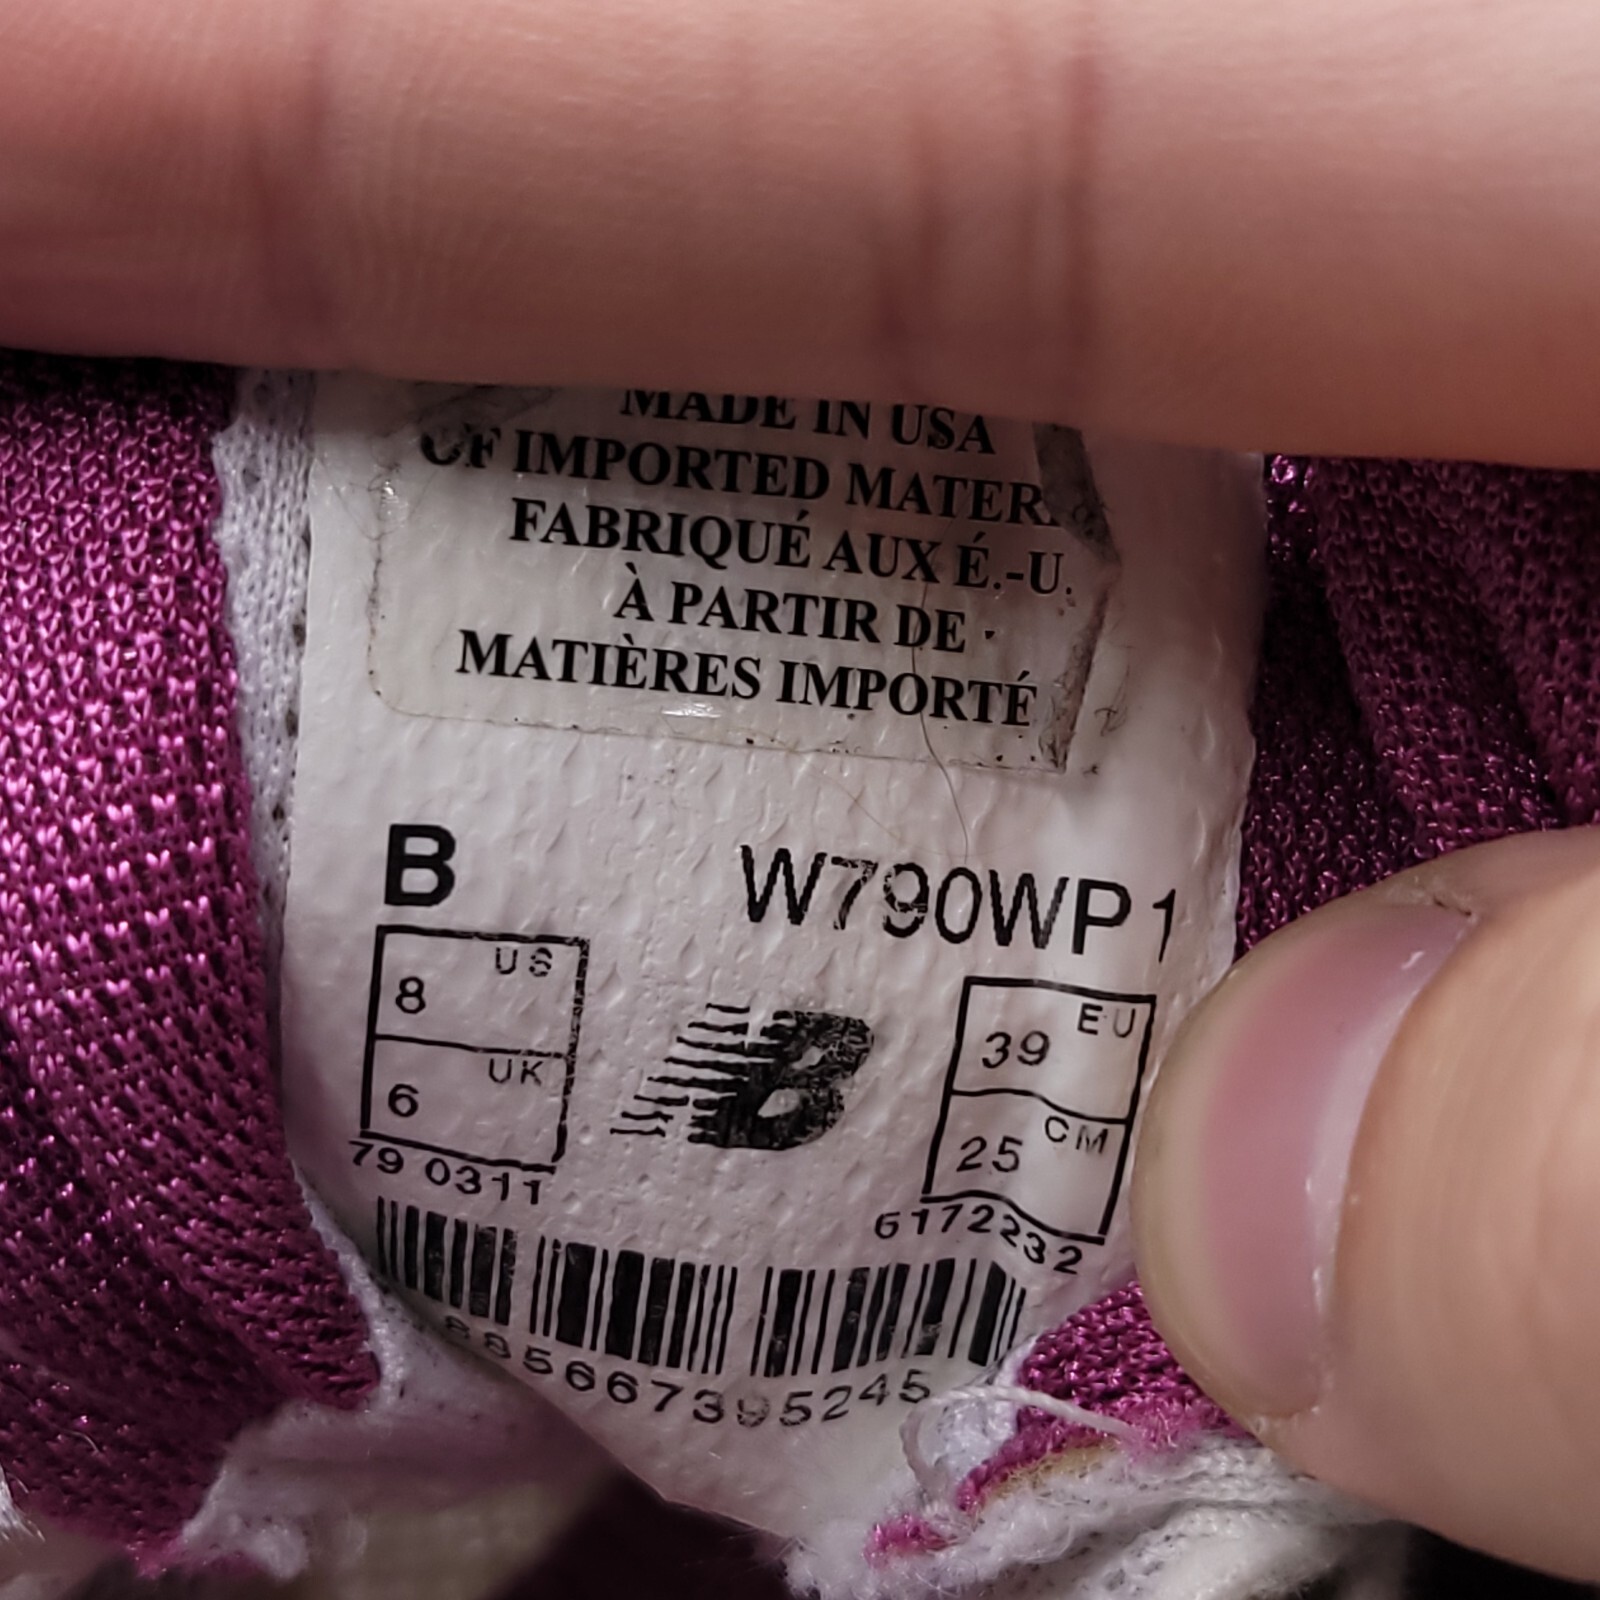 MADE IN USA
OF IMPORTED
FABRIQUÉ AUX É.-U.
À PARTIR DE
MATIÈRES IMPORTÉ
B
W790WP1
US
8
UK
6
79 0311
EU
39
CM
25
6172232
885667395245